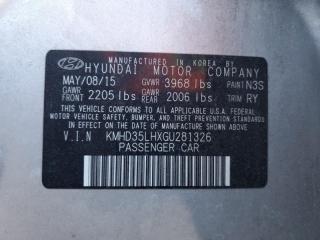 MANUFACTURED IN KOREA BY
HYUNDAI MOTOR COMPANY
MAY/08/15 GVWR 3968 lbs PAINT N3S
GAWR FRONT 2205 lbs GAWR REAR 2006 lbs TRIM RY
THIS VEHICLE CONFORMS TO ALL APPLICABLE U.S.
FEDERAL MOTOR VEHICLE SAFETY, BUMPER, AND THEFT PREVENTION STANDARDS
IN EFFECT ON THE DATE OF MANUFACTURE SHOWN ABOVE.
V.I.N KMHD35LHXGU281326
PASSENGER CAR